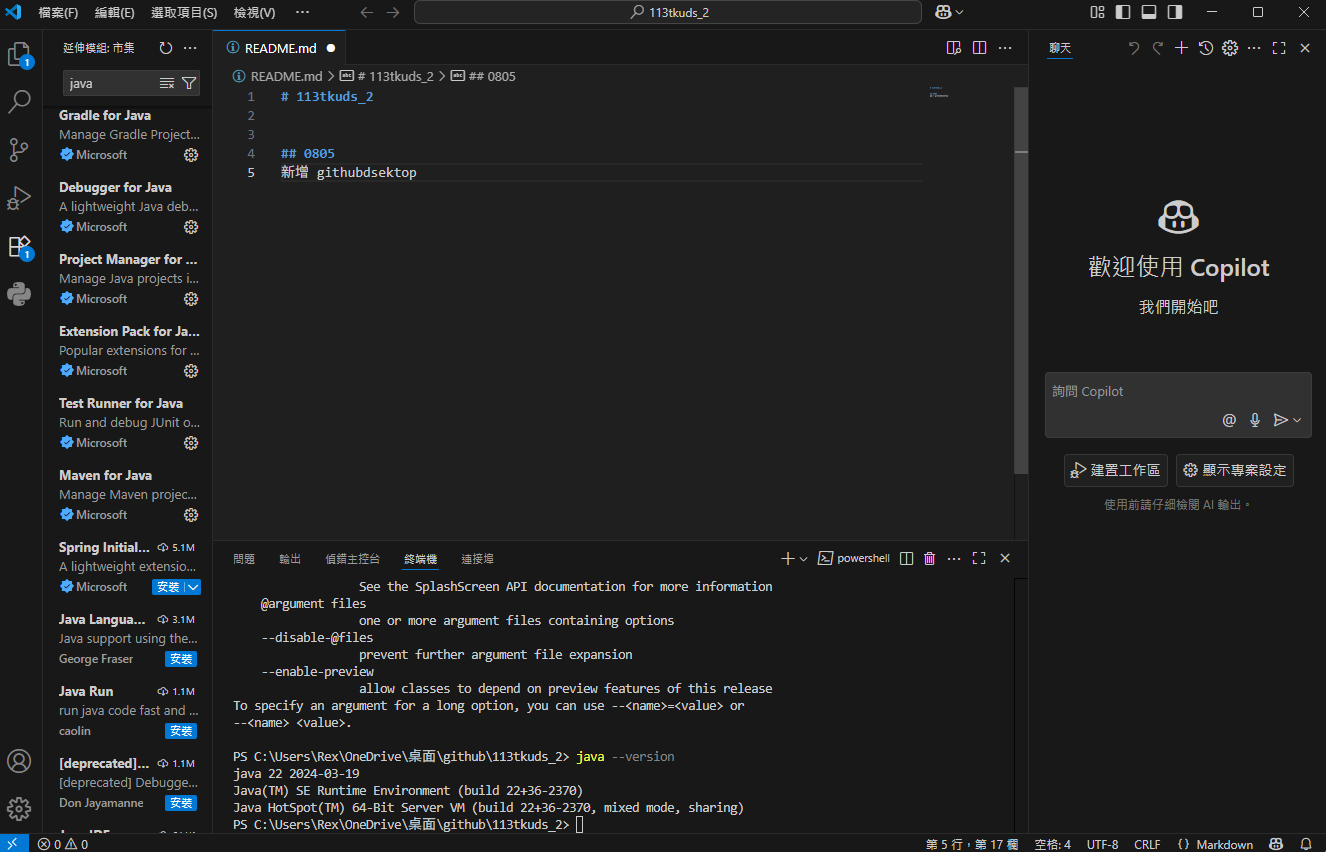 檔案(F) 編輯(E) 選取項目(S) 檢視(V) ··· 113tkuds_2
延伸模組: 市集 ···
java
Gradle for Java
Manage Gradle Project...
Microsoft
Debugger for Java
A lightweight Java deb...
Microsoft
Project Manager for ...
Manage Java projects i...
Microsoft
Extension Pack for Ja...
Popular extensions for ...
Microsoft
Test Runner for Java
Run and debug JUnit o...
Microsoft
Maven for Java
Manage Maven projec...
Microsoft
Spring Initial... 5.1M
A lightweight extensio...
Microsoft 安裝
Java Langua... 3.1M
Java support using the...
George Fraser 安裝
Java Run 1.1M
run java code fast and ...
caolin 安裝
[deprecated]... 1.1M
[deprecated] Debugge...
Don Jayamanne 安裝
1
1
README.md
README.md > # 113tkuds_2 > ## 0805
1 # 113tkuds_2
2
3
4 ## 0805
5 新增 githubdsektop
問題 輸出 偵錯主控台 終端機 連接埠 powershell ···
See the SplashScreen API documentation for more information
@argument files
one or more argument files containing options
--disable-@files
prevent further argument file expansion
--enable-preview
allow classes to depend on preview features of this release
To specify an argument for a long option, you can use --<name>=<value> or
--<name> <value>.
PS C:\Users\Rex\OneDrive\桌面\github\113tkuds_2> java --version
java 22 2024-03-19
Java(TM) SE Runtime Environment (build 22+36-2370)
Java HotSpot(TM) 64-Bit Server VM (build 22+36-2370, mixed mode, sharing)
PS C:\Users\Rex\OneDrive\桌面\github\113tkuds_2>
聊天
歡迎使用 Copilot
我們開始吧
詢問 Copilot
@
建置工作區 顯示專案設定
使用前請仔細檢閱 AI 輸出。
0 0 第 5 行，第 17 欄 空格: 4 UTF-8 CRLF {} Markdown